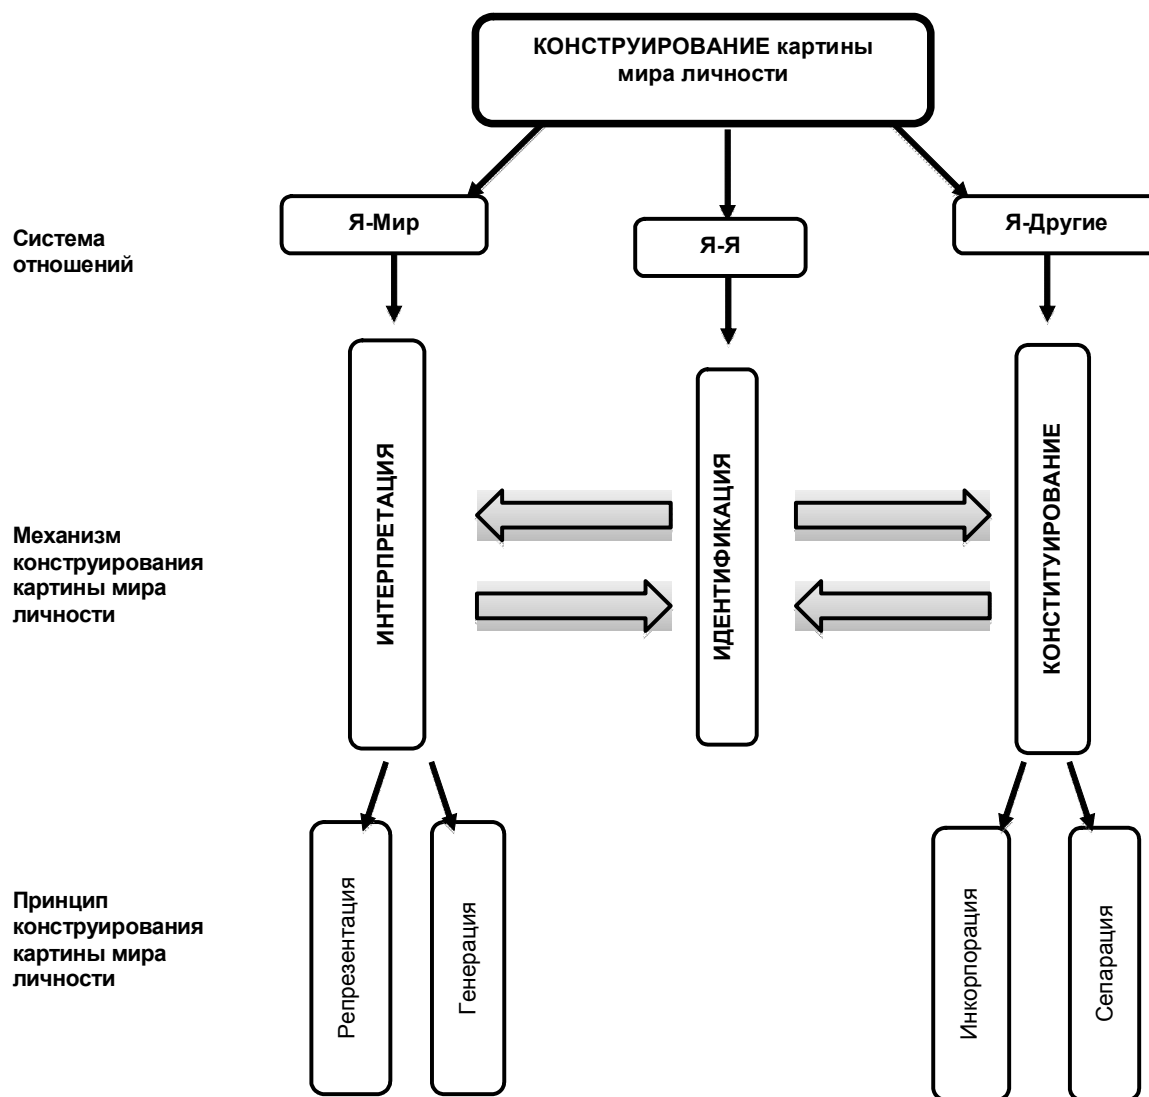 КОНСТРУИРОВАНИЕ картины
мира личности
Я-Мир
Я-Я
Я-Другие
Система
отношений
ИНТЕРПРЕТАЦИЯ
ИДЕНТИФИКАЦИЯ
КОНСТИТУИРОВАНИЕ
Механизм
конструирования
картины мира
личности
Репрезентация
Генерация
Инкорпорация
Сепарация
Принцип
конструирования
картины мира
личности